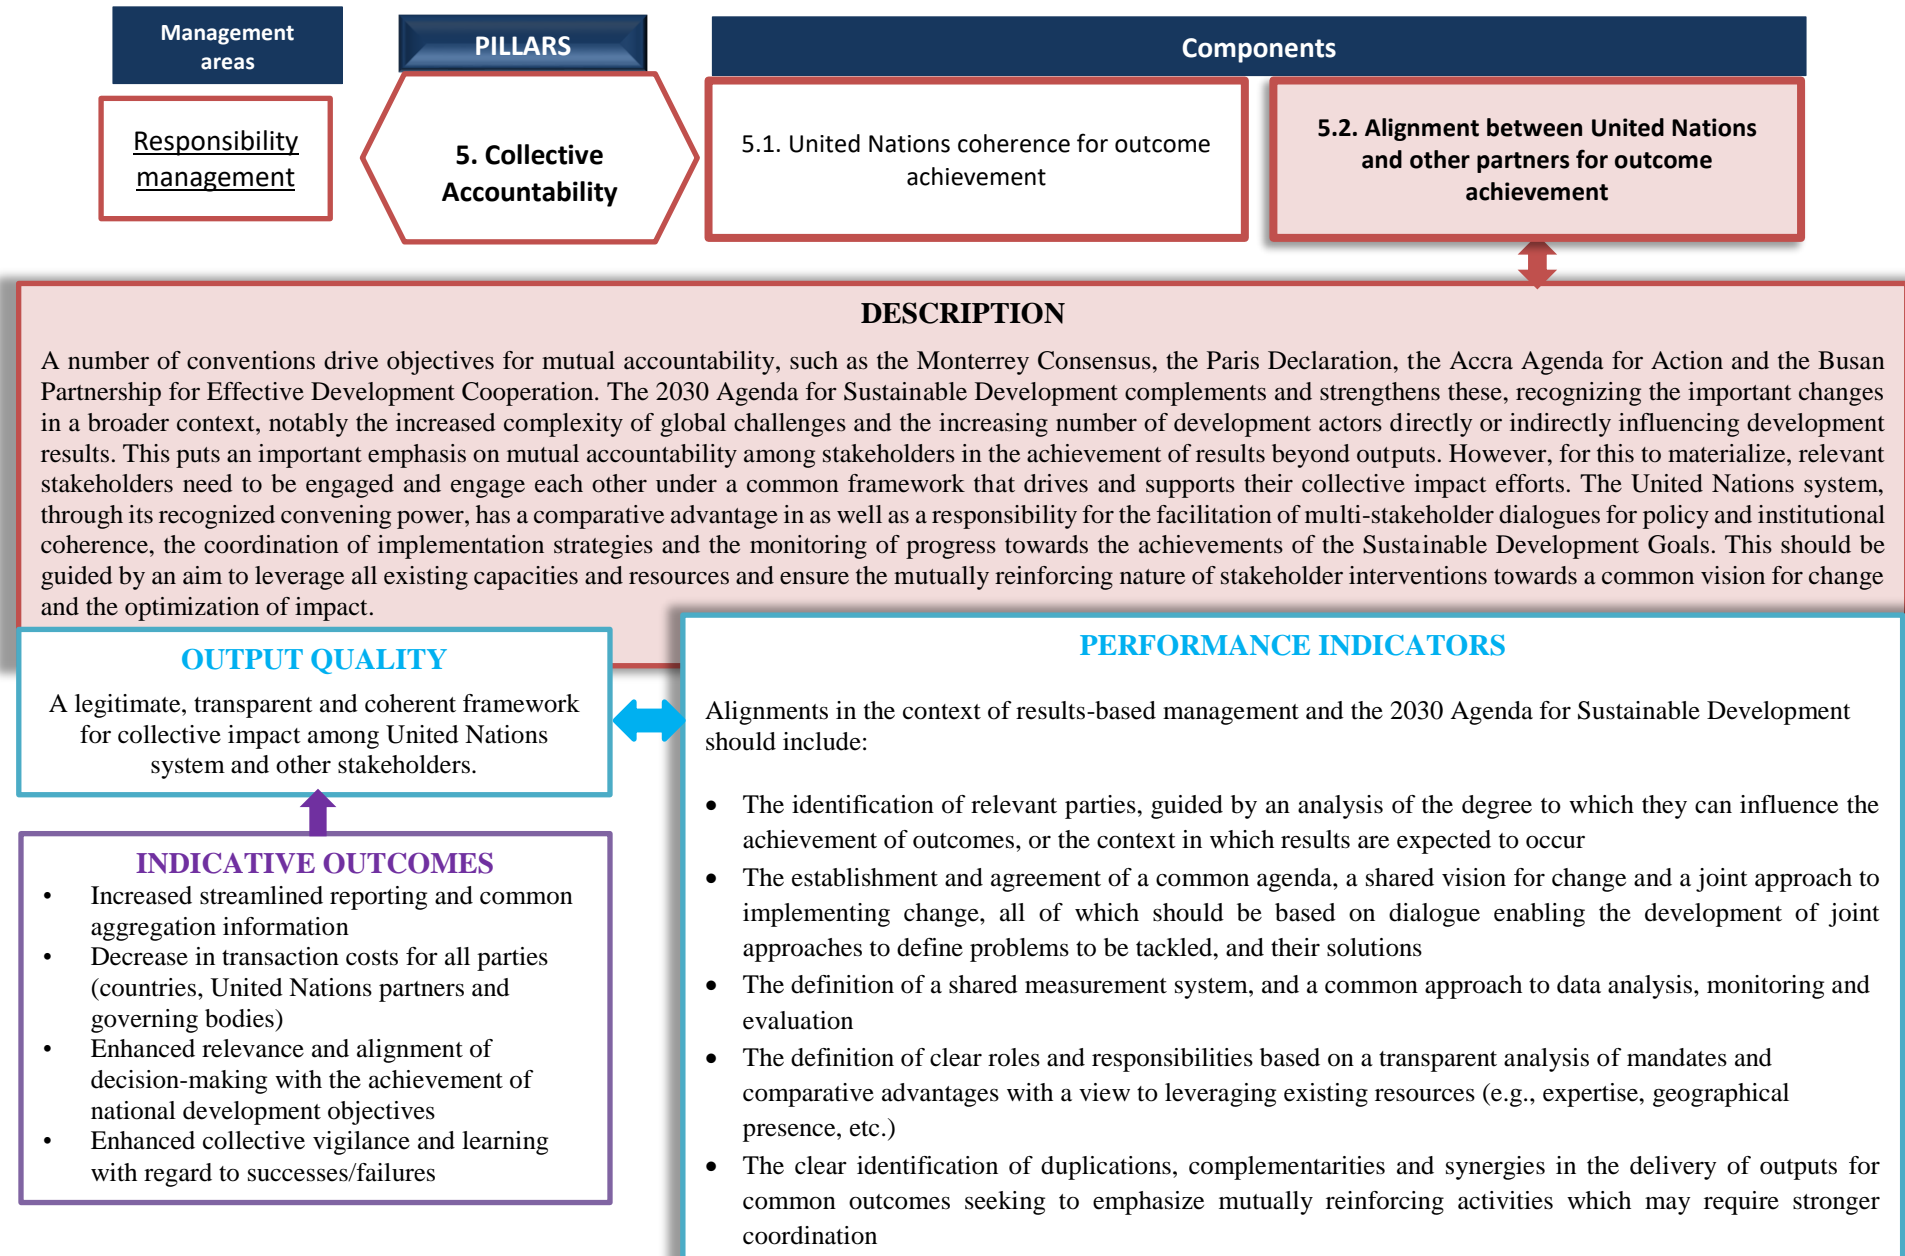 Management
areas
PILLARS
Components
Responsibility
management
5. Collective
Accountability
5.1. United Nations coherence for outcome
achievement
5.2. Alignment between United Nations
and other partners for outcome
achievement
DESCRIPTION
A number of conventions drive objectives for mutual accountability, such as the Monterrey Consensus, the Paris Declaration, the Accra Agenda for Action and the Busan
Partnership for Effective Development Cooperation. The 2030 Agenda for Sustainable Development complements and strengthens these, recognizing the important changes
in a broader context, notably the increased complexity of global challenges and the increasing number of development actors directly or indirectly influencing development
results. This puts an important emphasis on mutual accountability among stakeholders in the achievement of results beyond outputs. However, for this to materialize, relevant
stakeholders need to be engaged and engage each other under a common framework that drives and supports their collective impact efforts. The United Nations system,
through its recognized convening power, has a comparative advantage in as well as a responsibility for the facilitation of multi-stakeholder dialogues for policy and institutional
coherence, the coordination of implementation strategies and the monitoring of progress towards the achievements of the Sustainable Development Goals. This should be
guided by an aim to leverage all existing capacities and resources and ensure the mutually reinforcing nature of stakeholder interventions towards a common vision for change
and the optimization of impact.
OUTPUT QUALITY
A legitimate, transparent and coherent framework
for collective impact among United Nations
system and other stakeholders.
INDICATIVE OUTCOMES
• Increased streamlined reporting and common
aggregation information
• Decrease in transaction costs for all parties
(countries, United Nations partners and
governing bodies)
• Enhanced relevance and alignment of
decision-making with the achievement of
national development objectives
• Enhanced collective vigilance and learning
with regard to successes/failures
PERFORMANCE INDICATORS
Alignments in the context of results-based management and the 2030 Agenda for Sustainable Development
should include:
• The identification of relevant parties, guided by an analysis of the degree to which they can influence the
achievement of outcomes, or the context in which results are expected to occur
• The establishment and agreement of a common agenda, a shared vision for change and a joint approach to
implementing change, all of which should be based on dialogue enabling the development of joint
approaches to define problems to be tackled, and their solutions
• The definition of a shared measurement system, and a common approach to data analysis, monitoring and
evaluation
• The definition of clear roles and responsibilities based on a transparent analysis of mandates and
comparative advantages with a view to leveraging existing resources (e.g., expertise, geographical
presence, etc.)
• The clear identification of duplications, complementarities and synergies in the delivery of outputs for
common outcomes seeking to emphasize mutually reinforcing activities which may require stronger
coordination